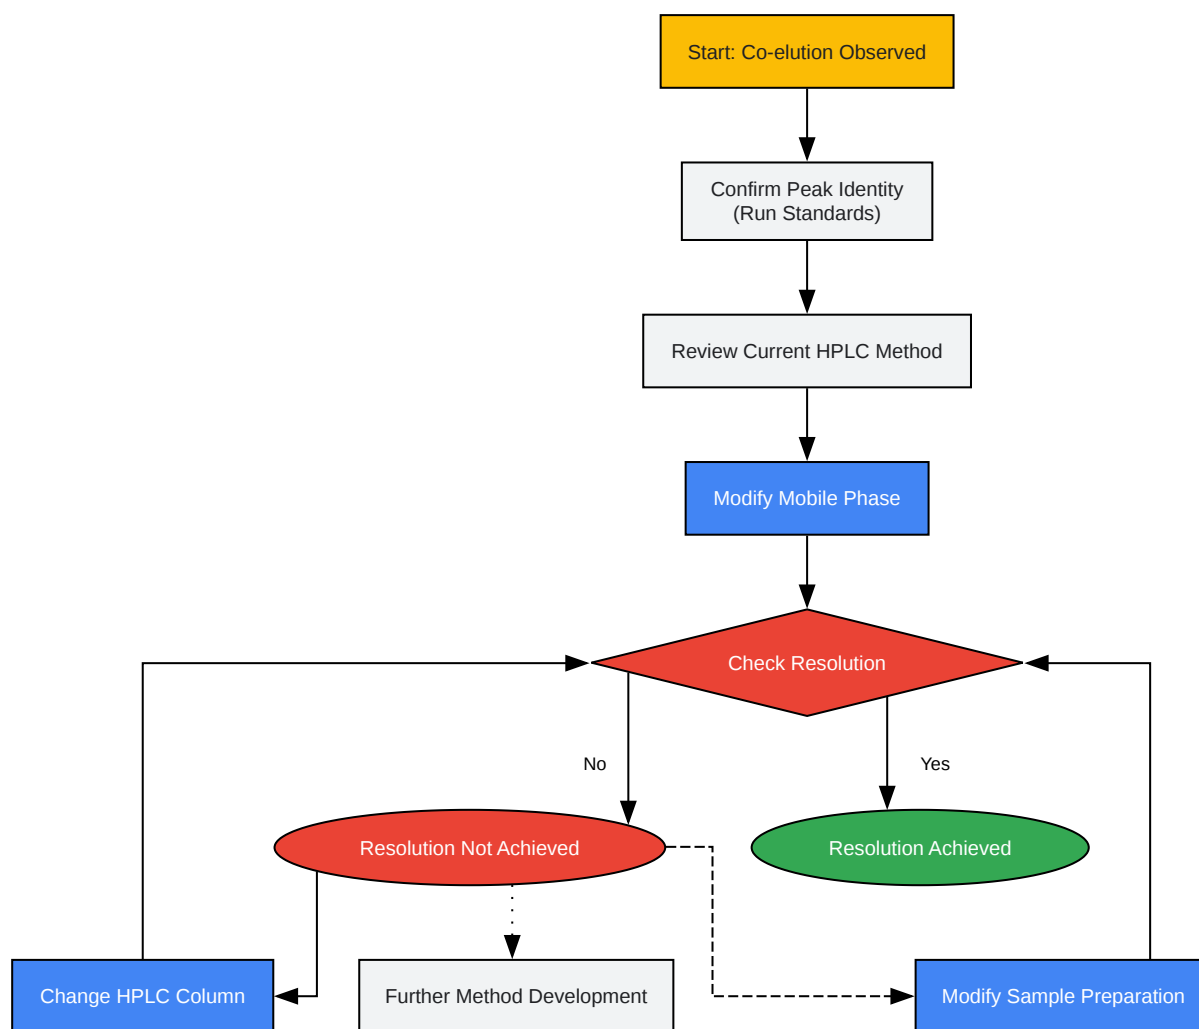 Start: Co-elution Observed
Confirm Peak Identity
(Run Standards)
Review Current HPLC Method
Modify Mobile Phase
Check Resolution
No
Yes
Resolution Not Achieved
Resolution Achieved
Change HPLC Column
Further Method Development
Modify Sample Preparation